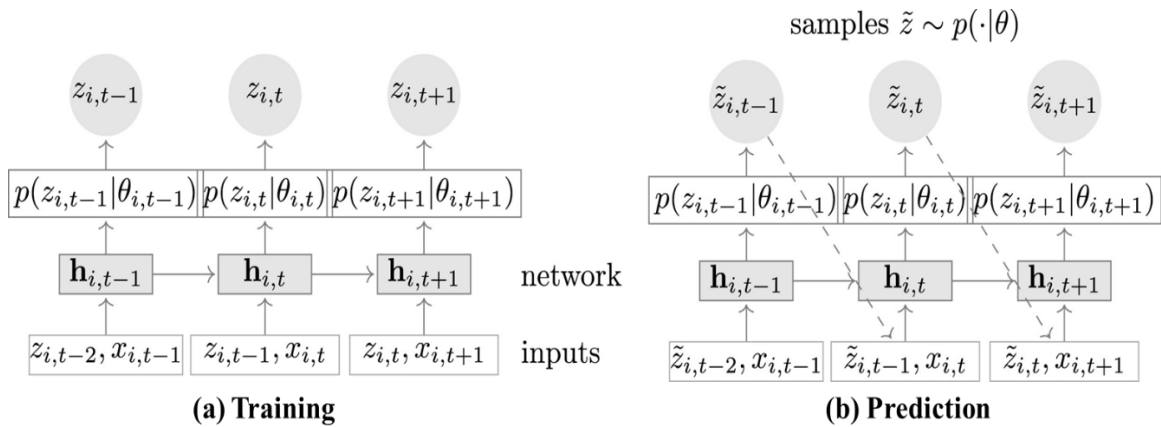 samples z̃ ∼ p(·|θ)
z_{i,t−1} z_{i,t} z_{i,t+1}
p(z_{i,t−1}|θ_{i,t−1}) p(z_{i,t}|θ_{i,t}) p(z_{i,t+1}|θ_{i,t+1})
h_{i,t−1} h_{i,t} h_{i,t+1} network
z_{i,t−2}, x_{i,t−1} z_{i,t−1}, x_{i,t} z_{i,t}, x_{i,t+1} inputs
(a) Training
z̃_{i,t−1} z̃_{i,t} z̃_{i,t+1}
p(z_{i,t−1}|θ_{i,t−1}) p(z_{i,t}|θ_{i,t}) p(z_{i,t+1}|θ_{i,t+1})
h_{i,t−1} h_{i,t} h_{i,t+1}
z̃_{i,t−2}, x_{i,t−1} z̃_{i,t−1}, x_{i,t} z̃_{i,t}, x_{i,t+1}
(b) Prediction